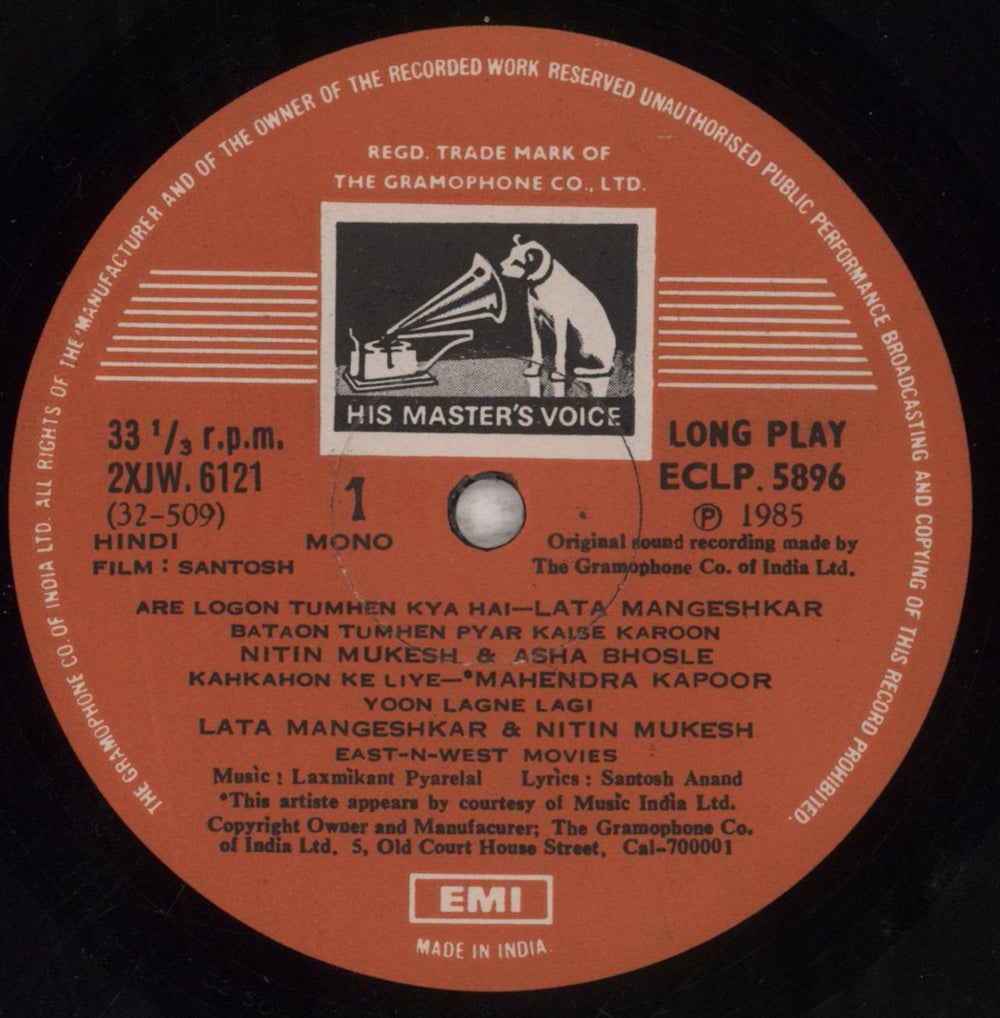 THE GRAMOPHONE CO. OF INDIA LTD. ALL RIGHTS OF THE MANUFACTURER AND OF THE OWNER OF THE RECORDED WORK RESERVED UNAUTHORISED PUBLIC PERFORMANCE BROADCASTING AND COPYING OF THIS RECORD PROHIBITED.
REGD. TRADE MARK OF
THE GRAMOPHONE CO., LTD.
HIS MASTER'S VOICE
33 1/3 r.p.m.
2XJW. 6121
(32-509)
HINDI
FILM : SANTOSH
1
MONO
LONG PLAY
ECLP. 5896
Ⓟ 1985
Original sound recording made by
The Gramophone Co. of India Ltd.
ARE LOGON TUMHEN KYA HAI—LATA MANGESHKAR
BATAON TUMHEN PYAR KAISE KAROON
NITIN MUKESH & ASHA BHOSLE
KAHKAHON KE LIYE—*MAHENDRA KAPOOR
YOON LAGNE LAGI
LATA MANGESHKAR & NITIN MUKESH
EAST-N-WEST MOVIES
Music : Laxmikant Pyarelal Lyrics : Santosh Anand
*This artiste appears by courtesy of Music India Ltd.
Copyright Owner and Manufacurer; The Gramophone Co.
of India Ltd. 5, Old Court House Street, Cal-700001
EMI
MADE IN INDIA.